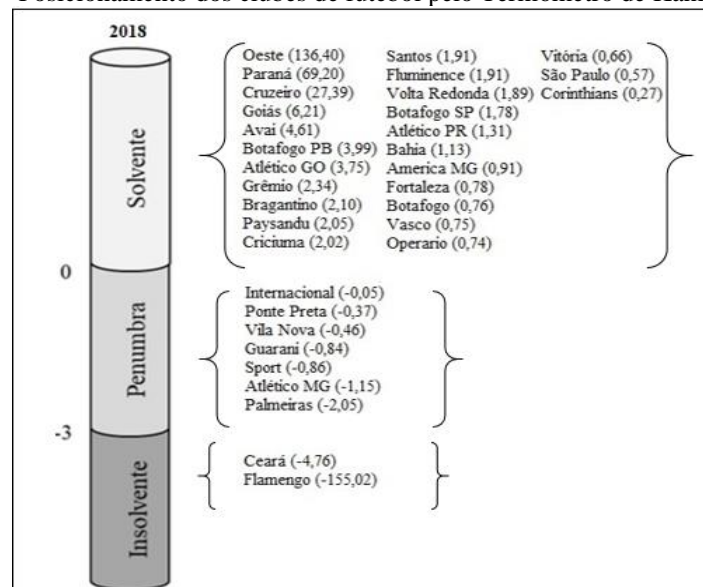 Posicionamento dos clubes de futebol pelo Termômetro de
2018
Solvente
Oeste (136,40)
Paraná (69,20)
Cruzeiro (27,39)
Goiás (6,21)
Avai (4,61)
Botafogo PB (3,99)
Atlético GO (3,75)
Grêmio (2,34)
Bragantino (2,10)
Paysandu (2,05)
Criciuma (2,02)
Santos (1,91)
Fluminence (1,91)
Volta Redonda (1,89)
Botafogo SP (1,78)
Atlético PR (1,31)
Bahia (1,13)
America MG (0,91)
Fortaleza (0,78)
Botafogo (0,76)
Vasco (0,75)
Operario (0,74)
Vitória (0,66)
São Paulo (0,57)
Corinthians (0,27)
0
Penumbra
Internacional (-0,05)
Ponte Preta (-0,37)
Vila Nova (-0,46)
Guarani (-0,84)
Sport (-0,86)
Atlético MG (-1,15)
Palmeiras (-2,05)
-3
Insolvente
Ceará (-4,76)
Flamengo (-155,02)